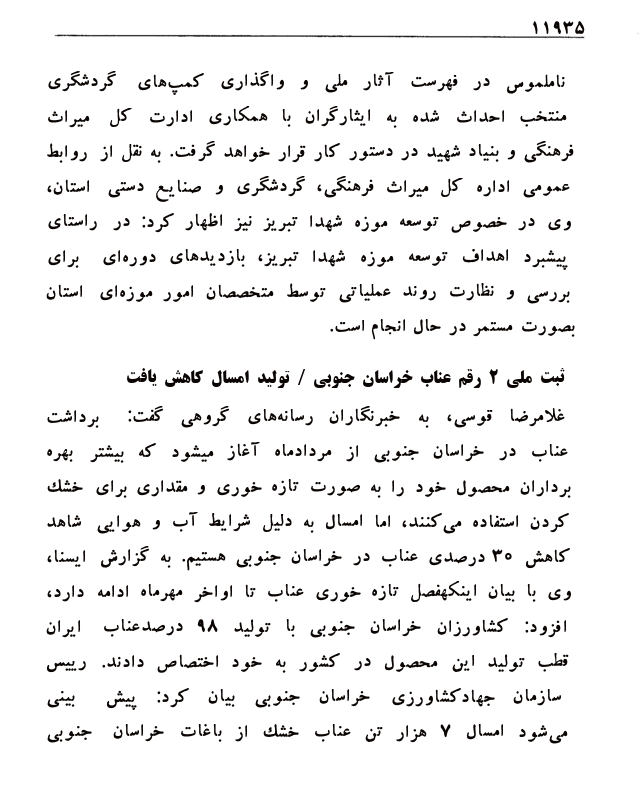 ۱۱۹۳۵
ناملموس در فهرست آثار ملی و واگذاری کمپ‌های گردشگری
منتخب احداث شده به ایثارگران با همکاری ادارت کل میراث
فرهنگی و بنیاد شهید در دستور کار قرار خواهد گرفت. به نقل از روابط
عمومی اداره کل میراث فرهنگی، گردشگری و صنایع دستی استان،
وی در خصوص توسعه موزه شهدا تبریز نیز اظهار کرد: در راستای
پیشبرد اهداف توسعه موزه شهدا تبریز، بازدیدهای دوره‌ای برای
بررسی و نظارت روند عملیاتی توسط متخصصان امور موزه‌ای استان
بصورت مستمر در حال انجام است.
ثبت ملی ۲ رقم عناب خراسان جنوبی / تولید امسال کاهش یافت
غلامرضا قوسی، به خبرنگاران رسانه‌های گروهی گفت: برداشت
عناب در خراسان جنوبی از مردادماه آغاز میشود که بیشتر بهره
برداران محصول خود را به صورت تازه خوری و مقداری برای خشك
کردن استفاده می‌کنند، اما امسال به دلیل شرایط آب و هوایی شاهد
کاهش ۳۰ درصدی عناب در خراسان جنوبی هستیم. به گزارش ایسنا،
وی با بیان اینکهفصل تازه خوری عناب تا اواخر مهرماه ادامه دارد،
افزود: کشاورزان خراسان جنوبی با تولید ۹۸ درصدعناب ایران
قطب تولید این محصول در کشور به خود اختصاص دادند. رییس
سازمان جهادکشاورزی خراسان جنوبی بیان کرد: پیش بینی
می‌شود امسال ۷ هزار تن عناب خشك از باغات خراسان جنوبی